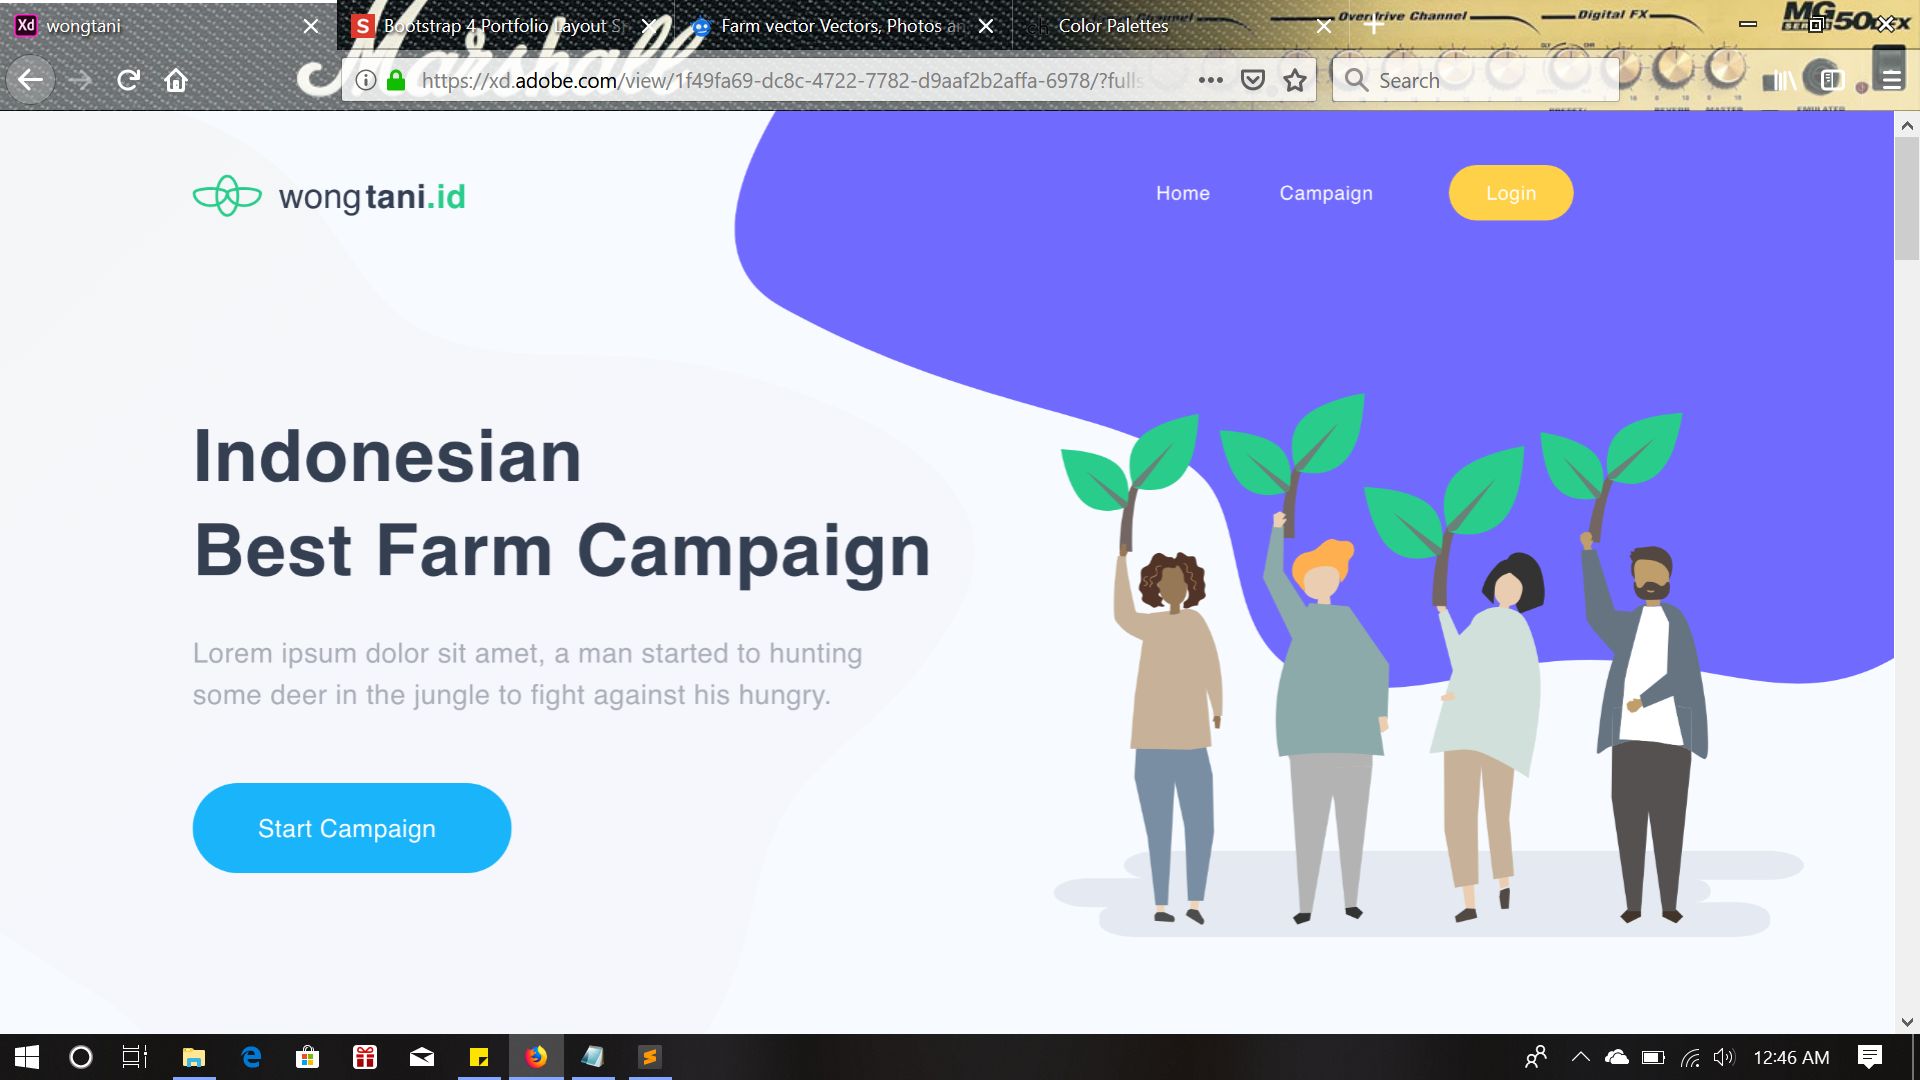 Xd wongtani
S Bootstrap 4 Portfolio Layout S
Farm vector Vectors, Photos an
ch Color Palettes
Overdrive Channel
Digital FX
MG
Marshall
https://xd.adobe.com/view/1f49fa69-dc8c-4722-7782-d9aaf2b2affa-6978/?fulls
Search
wongtani.id
Home
Campaign
Login
Indonesian
Best Farm Campaign
Lorem ipsum dolor sit amet, a man started to hunting
some deer in the jungle to fight against his hungry.
Start Campaign
12:46 AM